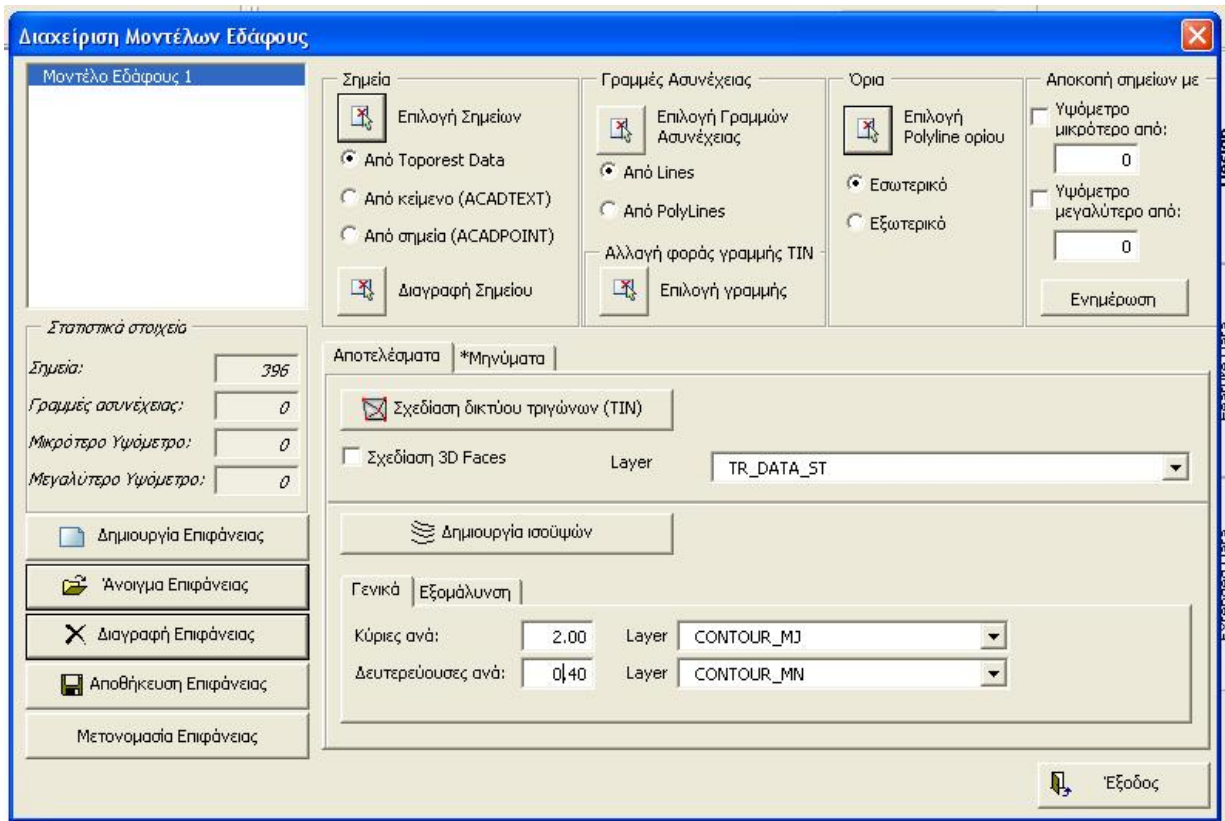 Διαχείριση Μοντέλων Εδάφους
Μοντέλο Εδάφους 1
Στατιστικά στοιχεία
Σημεία: 396
Γραμμές ασυνέχειας: 0
Μικρότερο Υψόμετρο: 0
Μεγαλύτερο Υψόμετρο: 0
Δημιουργία Επιφάνειας
Άνοιγμα Επιφάνειας
Διαγραφή Επιφάνειας
Αποθήκευση Επιφάνειας
Μετονομασία Επιφάνειας
Σημεία
Επιλογή Σημείων
Από Toporest Data
Από κείμενο (ACADTEXT)
Από σημεία (ACADPOINT)
Διαγραφή Σημείου
Γραμμές Ασυνέχειας
Επιλογή Γραμμών
Ασυνέχειας
Από Lines
Από PolyLines
Αλλαγή φοράς γραμμής TIN
Επιλογή γραμμής
Όρια
Επιλογή
Polyline ορίου
Εσωτερικό
Εξωτερικό
Αποκοπή σημείων με
Υψόμετρο
μικρότερο από:
0
Υψόμετρο
μεγαλύτερο από:
0
Ενημέρωση
Αποτελέσματα *Μηνύματα
Σχεδίαση δικτύου τριγώνων (TIN)
Σχεδίαση 3D Faces Layer TR_DATA_ST
Δημιουργία ισοϋψών
Γενικά Εξομάλυνση
Κύριες ανά: 2.00 Layer CONTOUR_MJ
Δευτερεύουσες ανά: 0.40 Layer CONTOUR_MN
Έξοδος